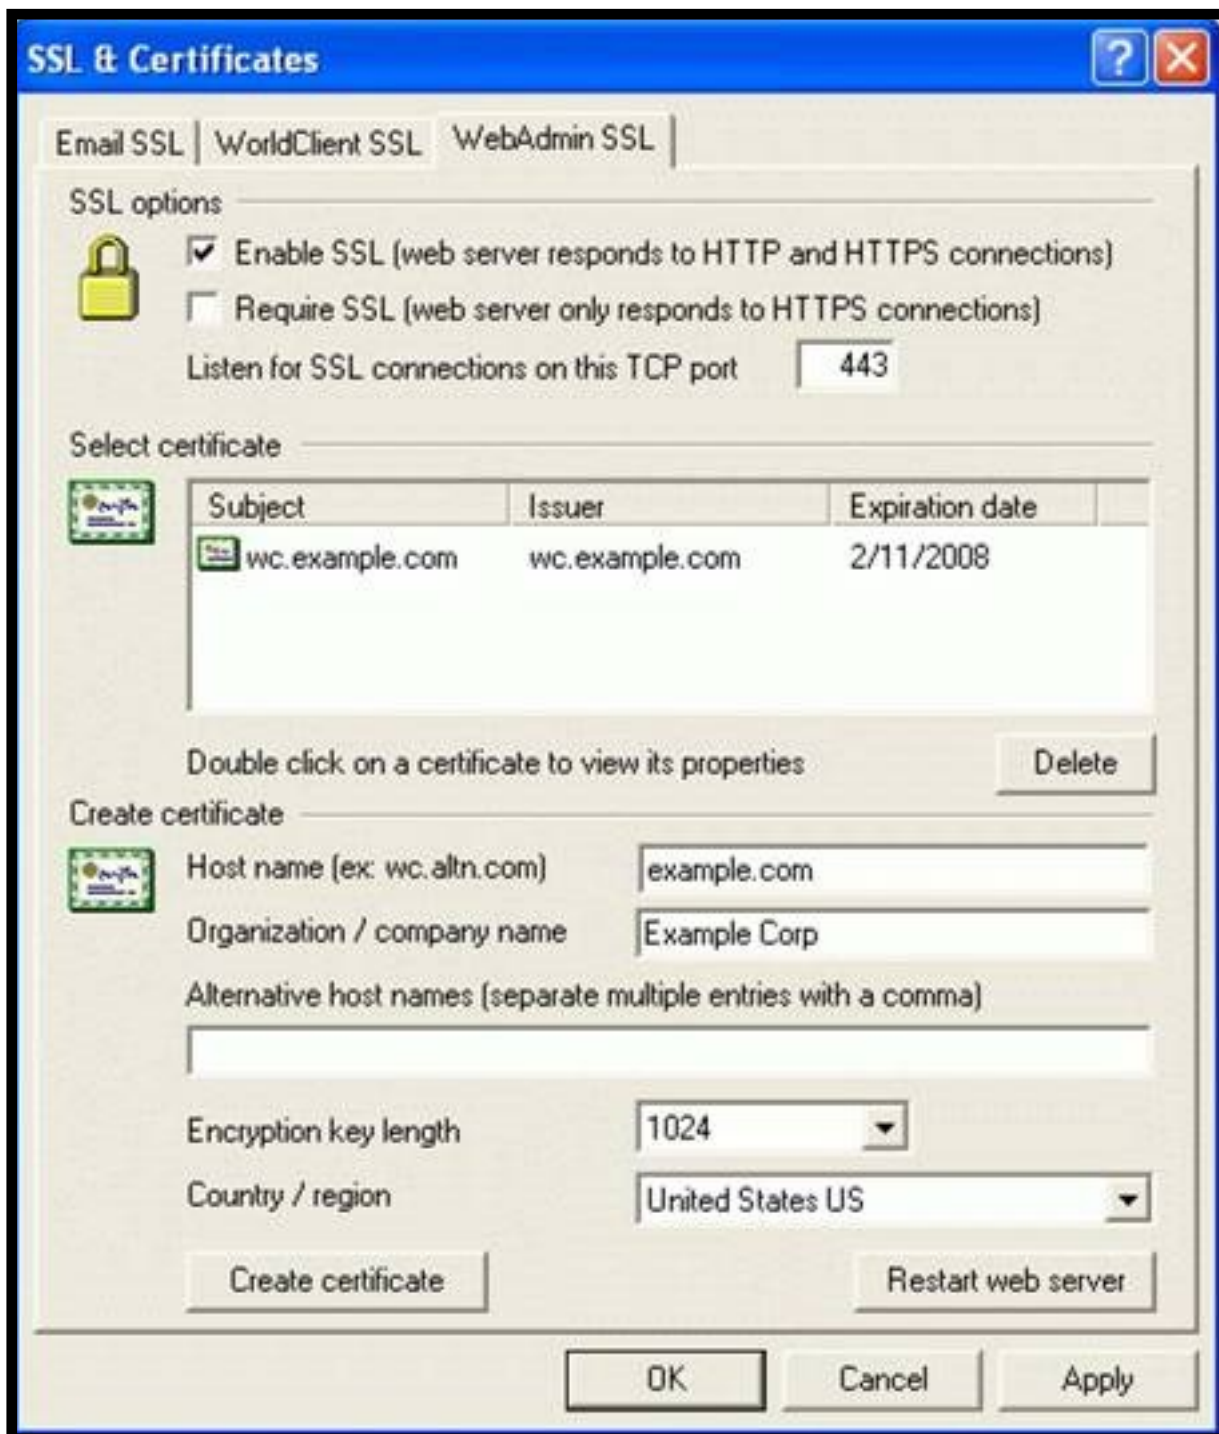 SSL & Certificates
Email SSL WorldClient SSL WebAdmin SSL
SSL options
Enable SSL (web server responds to HTTP and HTTPS connections)
Require SSL (web server only responds to HTTPS connections)
Listen for SSL connections on this TCP port 443
Select certificate
Subject Issuer Expiration date
wc.example.com wc.example.com 2/11/2008
Double click on a certificate to view its properties Delete
Create certificate
Host name (ex: wc.altn.com) example.com
Organization / company name Example Corp
Alternative host names (separate multiple entries with a comma)
Encryption key length 1024
Country / region United States US
Create certificate Restart web server
OK Cancel Apply